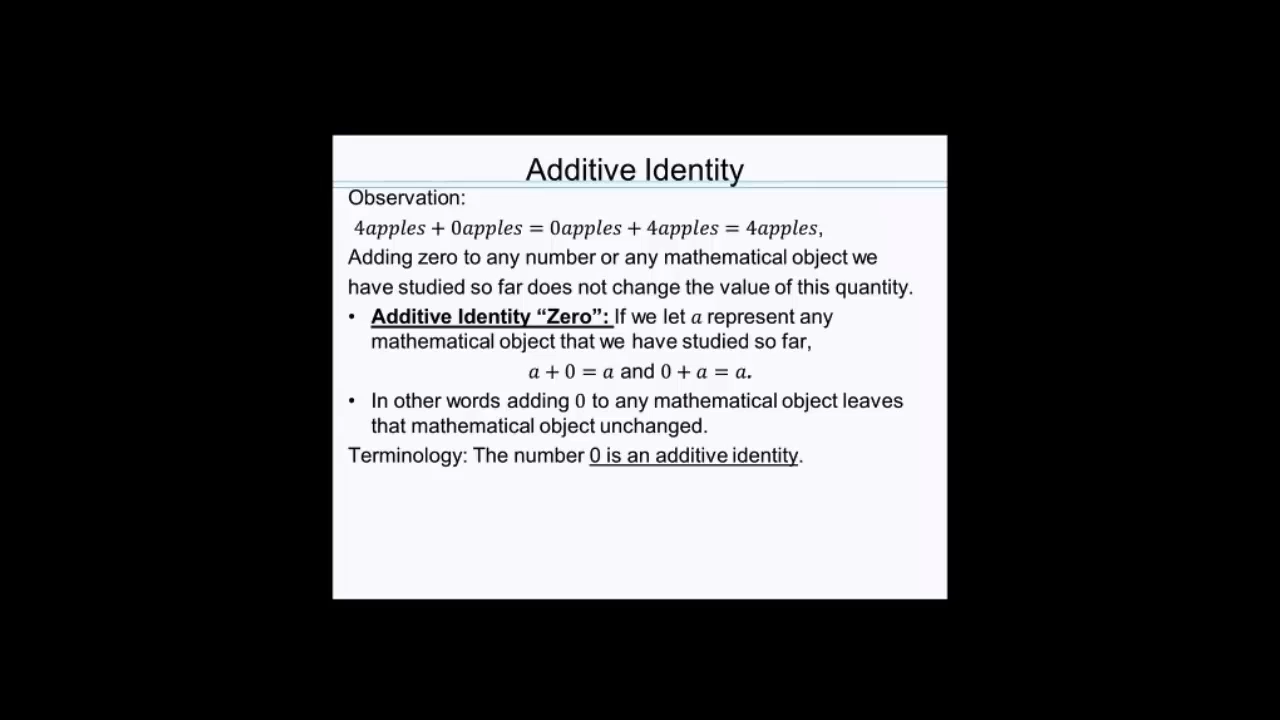 Additive Identity
Observation:
4apples + 0apples = 0apples + 4apples = 4apples,
Adding zero to any number or any mathematical object we
have studied so far does not change the value of this quantity.
• Additive Identity “Zero”: If we let a represent any
mathematical object that we have studied so far,
a + 0 = a and 0 + a = a.
• In other words adding 0 to any mathematical object leaves
that mathematical object unchanged.
Terminology: The number 0 is an additive identity.